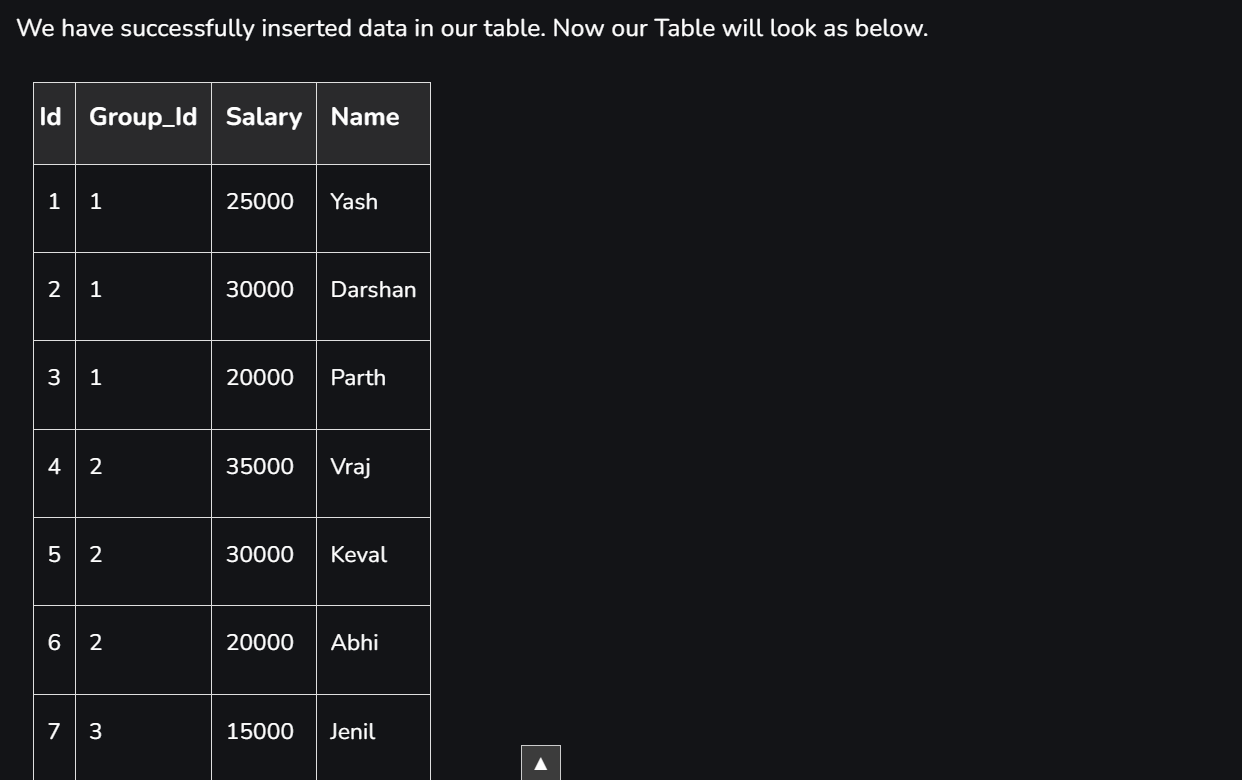 We have successfully inserted data in our table. Now our Table will look as below.
Id Group_Id Salary Name
1 1 25000 Yash
2 1 30000 Darshan
3 1 20000 Parth
4 2 35000 Vraj
5 2 30000 Keval
6 2 20000 Abhi
7 3 15000 Jenil